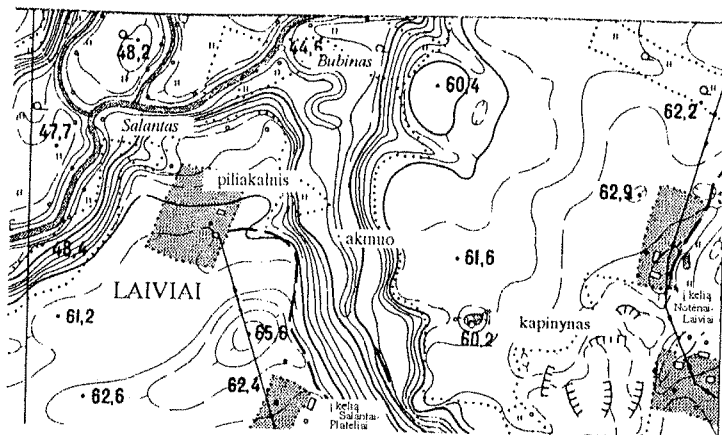 48,2
44,5
Bubinas
60,4
62,2
47,7
Salantas
piliakalnis
62,9
48,4
akmuo
61,6
LAIVIAI
61,2
65,6
60,2
kapinynas
į kelią
Notėnai-
Laiviai
62,6
62,4
į kelią
Salantai-
Plateliai